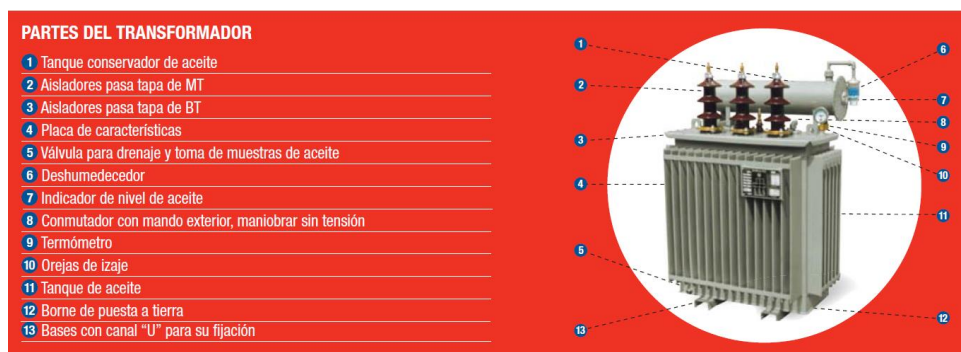 PARTES DEL TRANSFORMADOR
1 Tanque conservador de aceite
2 Aisladores pasa tapa de MT
3 Aisladores pasa tapa de BT
4 Placa de características
5 Válvula para drenaje y toma de muestras de aceite
6 Deshumedecedor
7 Indicador de nivel de aceite
8 Conmutador con mando exterior, maniobrar sin tensión
9 Termómetro
10 Orejas de izaje
11 Tanque de aceite
12 Borne de puesta a tierra
13 Bases con canal “U” para su fijación
1
2
3
4
5
13
6
7
8
9
10
11
12